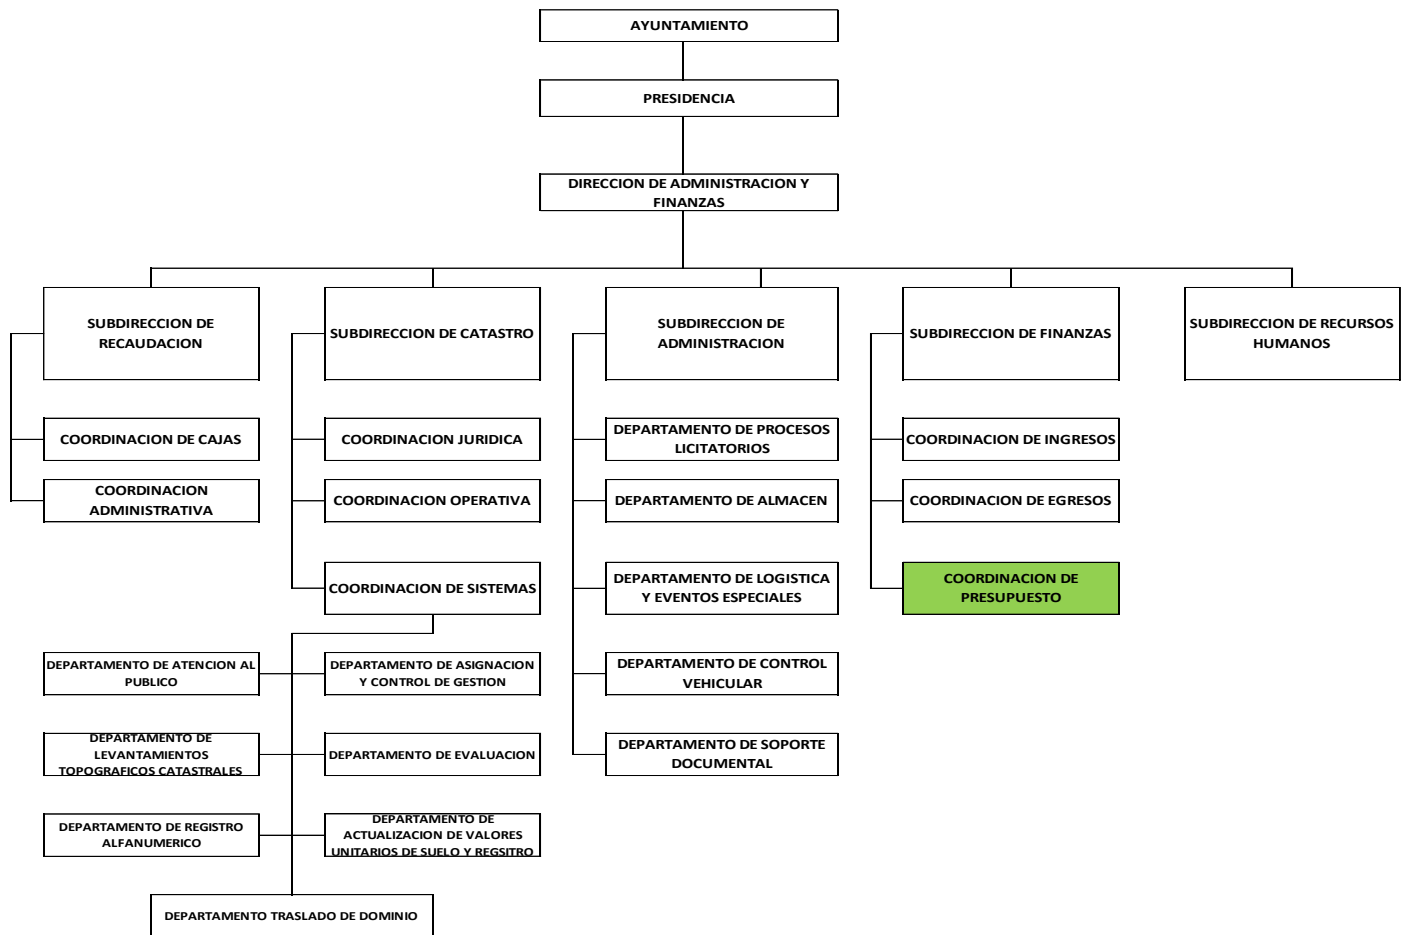 AYUNTAMIENTO
PRESIDENCIA
DIRECCION DE ADMINISTRACION Y
FINANZAS
SUBDIRECCION DE
RECAUDACION
SUBDIRECCION DE CATASTRO
SUBDIRECCION DE
ADMINISTRACION
SUBDIRECCION DE FINANZAS
SUBDIRECCION DE RECURSOS
HUMANOS
COORDINACION DE CAJAS
COORDINACION JURIDICA
DEPARTAMENTO DE PROCESOS
LICITATORIOS
COORDINACION DE INGRESOS
COORDINACION
ADMINISTRATIVA
COORDINACION OPERATIVA
DEPARTAMENTO DE ALMACEN
COORDINACION DE EGRESOS
COORDINACION DE SISTEMAS
DEPARTAMENTO DE LOGISTICA
Y EVENTOS ESPECIALES
COORDINACION DE
PRESUPUESTO
DEPARTAMENTO DE ATENCION AL
PUBLICO
DEPARTAMENTO DE ASIGNACION
Y CONTROL DE GESTION
DEPARTAMENTO DE CONTROL
VEHICULAR
DEPARTAMENTO DE
LEVANTAMIENTOS
TOPOGRAFICOS CATASTRALES
DEPARTAMENTO DE EVALUACION
DEPARTAMENTO DE SOPORTE
DOCUMENTAL
DEPARTAMENTO DE REGISTRO
ALFANUMERICO
DEPARTAMENTO DE
ACTUALIZACION DE VALORES
UNITARIOS DE SUELO Y REGSITRO
DEPARTAMENTO TRASLADO DE DOMINIO